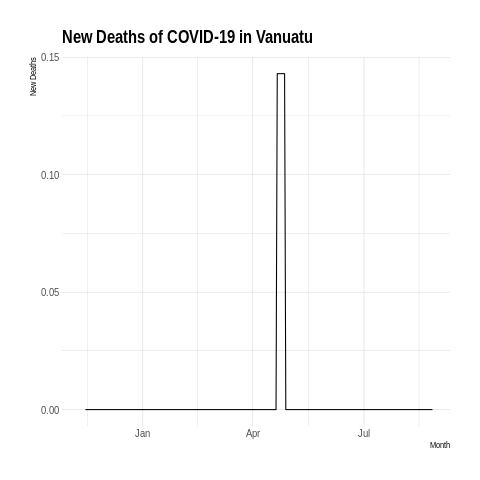 New Deaths of COVID-19 in Vanuatu
New Deaths
0.15
0.10
0.05
0.00
Jan Apr Jul
Month